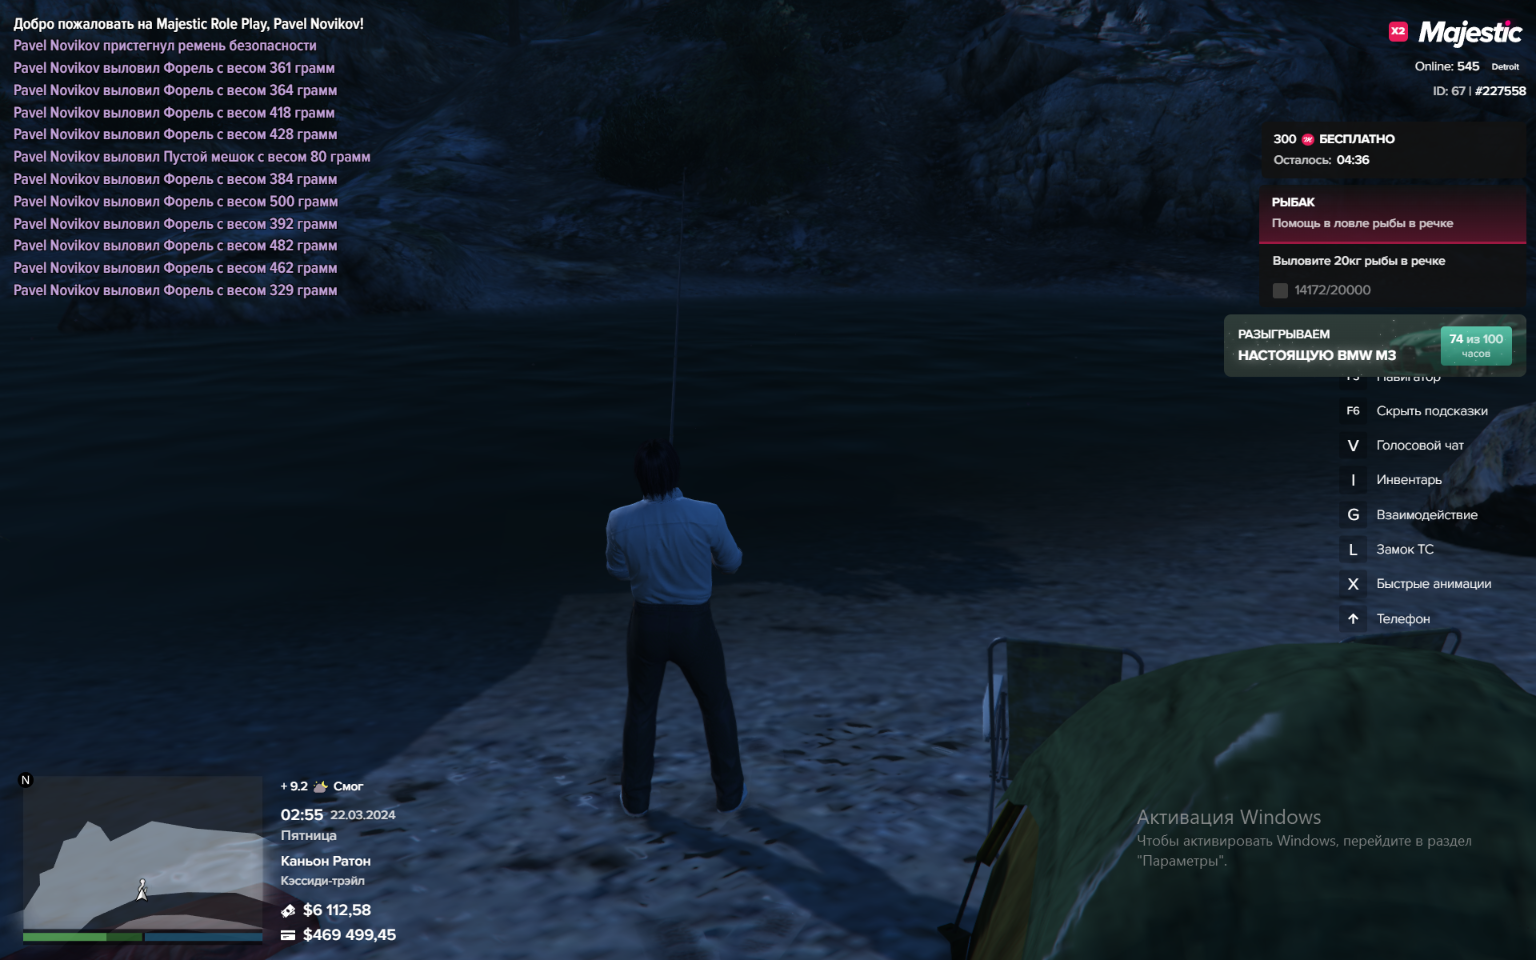 Добро пожаловать на Majestic Role Play, Pavel Novikov!
Pavel Novikov пристегнул ремень безопасности
Pavel Novikov выловил Форель с весом 361 грамм
Pavel Novikov выловил Форель с весом 364 грамм
Pavel Novikov выловил Форель с весом 418 грамм
Pavel Novikov выловил Форель с весом 428 грамм
Pavel Novikov выловил Пустой мешок с весом 80 грамм
Pavel Novikov выловил Форель с весом 384 грамм
Pavel Novikov выловил Форель с весом 500 грамм
Pavel Novikov выловил Форель с весом 392 грамм
Pavel Novikov выловил Форель с весом 482 грамм
Pavel Novikov выловил Форель с весом 462 грамм
Pavel Novikov выловил Форель с весом 329 грамм
X2 Majestic
Online: 545 Detroit
ID: 67 | #227558
300 БЕСПЛАТНО
Осталось: 04:36
РЫБАК
Помощь в ловле рыбы в речке
Выловите 20кг рыбы в речке
14172/20000
РАЗЫГРЫВАЕМ
НАСТОЯЩУЮ BMW M3
74 из 100
часов
Навигатор
F6 Скрыть подсказки
V Голосовой чат
I Инвентарь
G Взаимодействие
L Замок ТС
X Быстрые анимации
↑ Телефон
N
+ 9.2 Смог
02:55 22.03.2024
Пятница
Каньон Ратон
Кэссиди-трэйл
$6 112,58
$469 499,45
Активация Windows
Чтобы активировать Windows, перейдите в раздел
"Параметры".